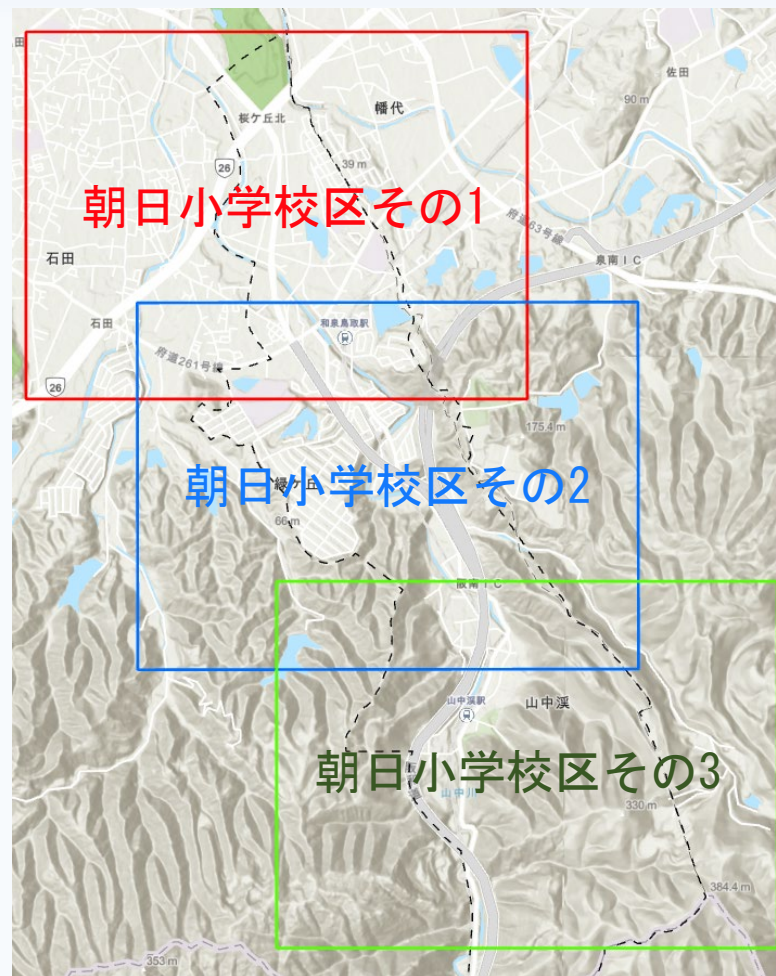 田
佐田
90 m
幡代
桜ケ丘北
26
39 m
朝日小学校区その1
府道63号線
石田
泉南IC
石田
和泉鳥取駅
府道261号線
26
175.4 m
朝日小学校区その2
緑ケ丘
66 m
阪南IC
山中渓駅
山中渓
朝日小学校区その3
山中川
330 m
384.4 m
353 m